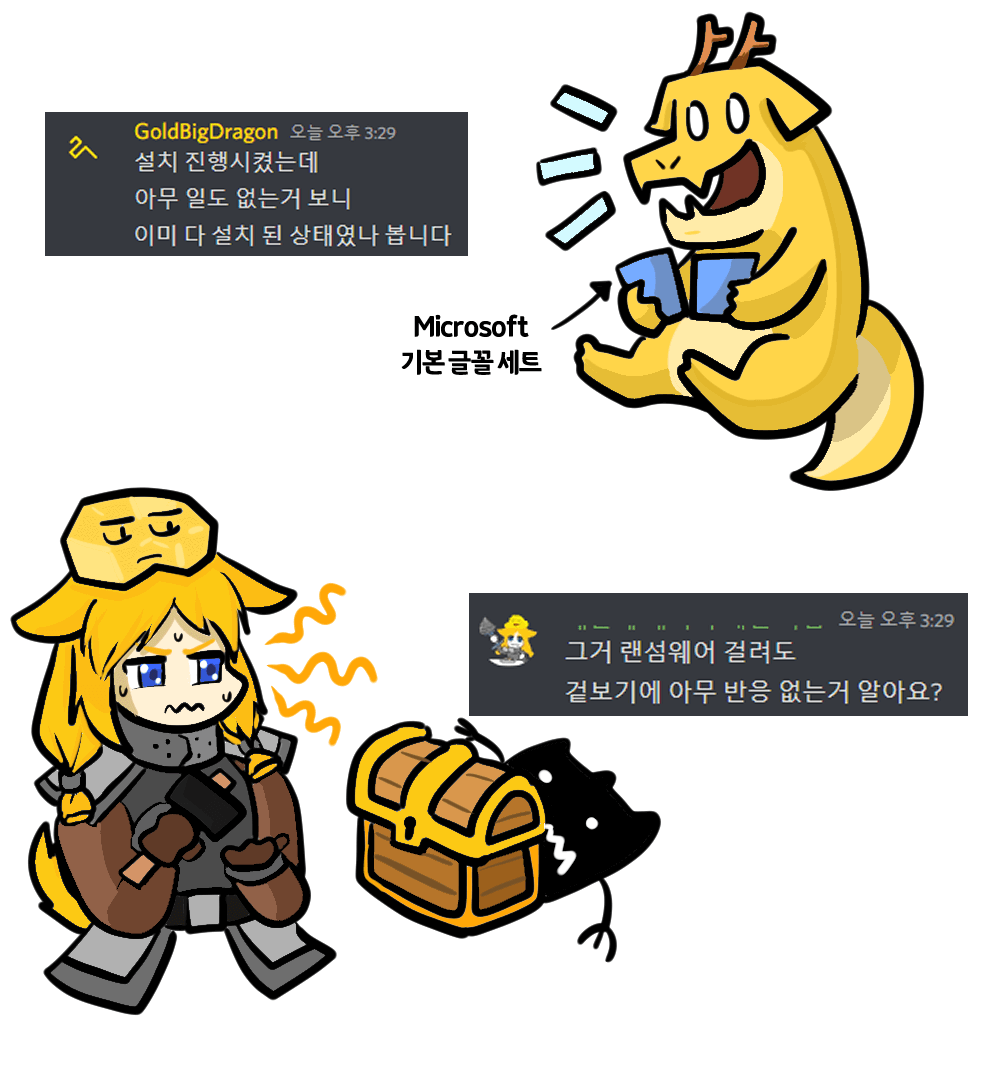 GoldBigDragon 오늘 오후 3:29
설치 진행시켰는데
아무 일도 없는거 보니
이미 다 설치 된 상태였나 봅니다
Microsoft
기본 글꼴 세트
오늘 오후 3:29
그거 랜섬웨어 걸려도
겉보기에 아무 반응 없는거 알아요?